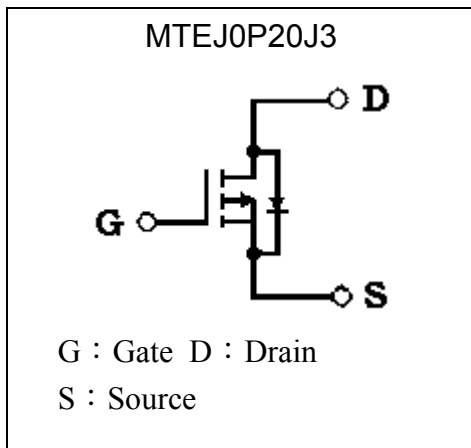 MTEJ0P20J3
D
G
S
G：Gate D：Drain
S：Source